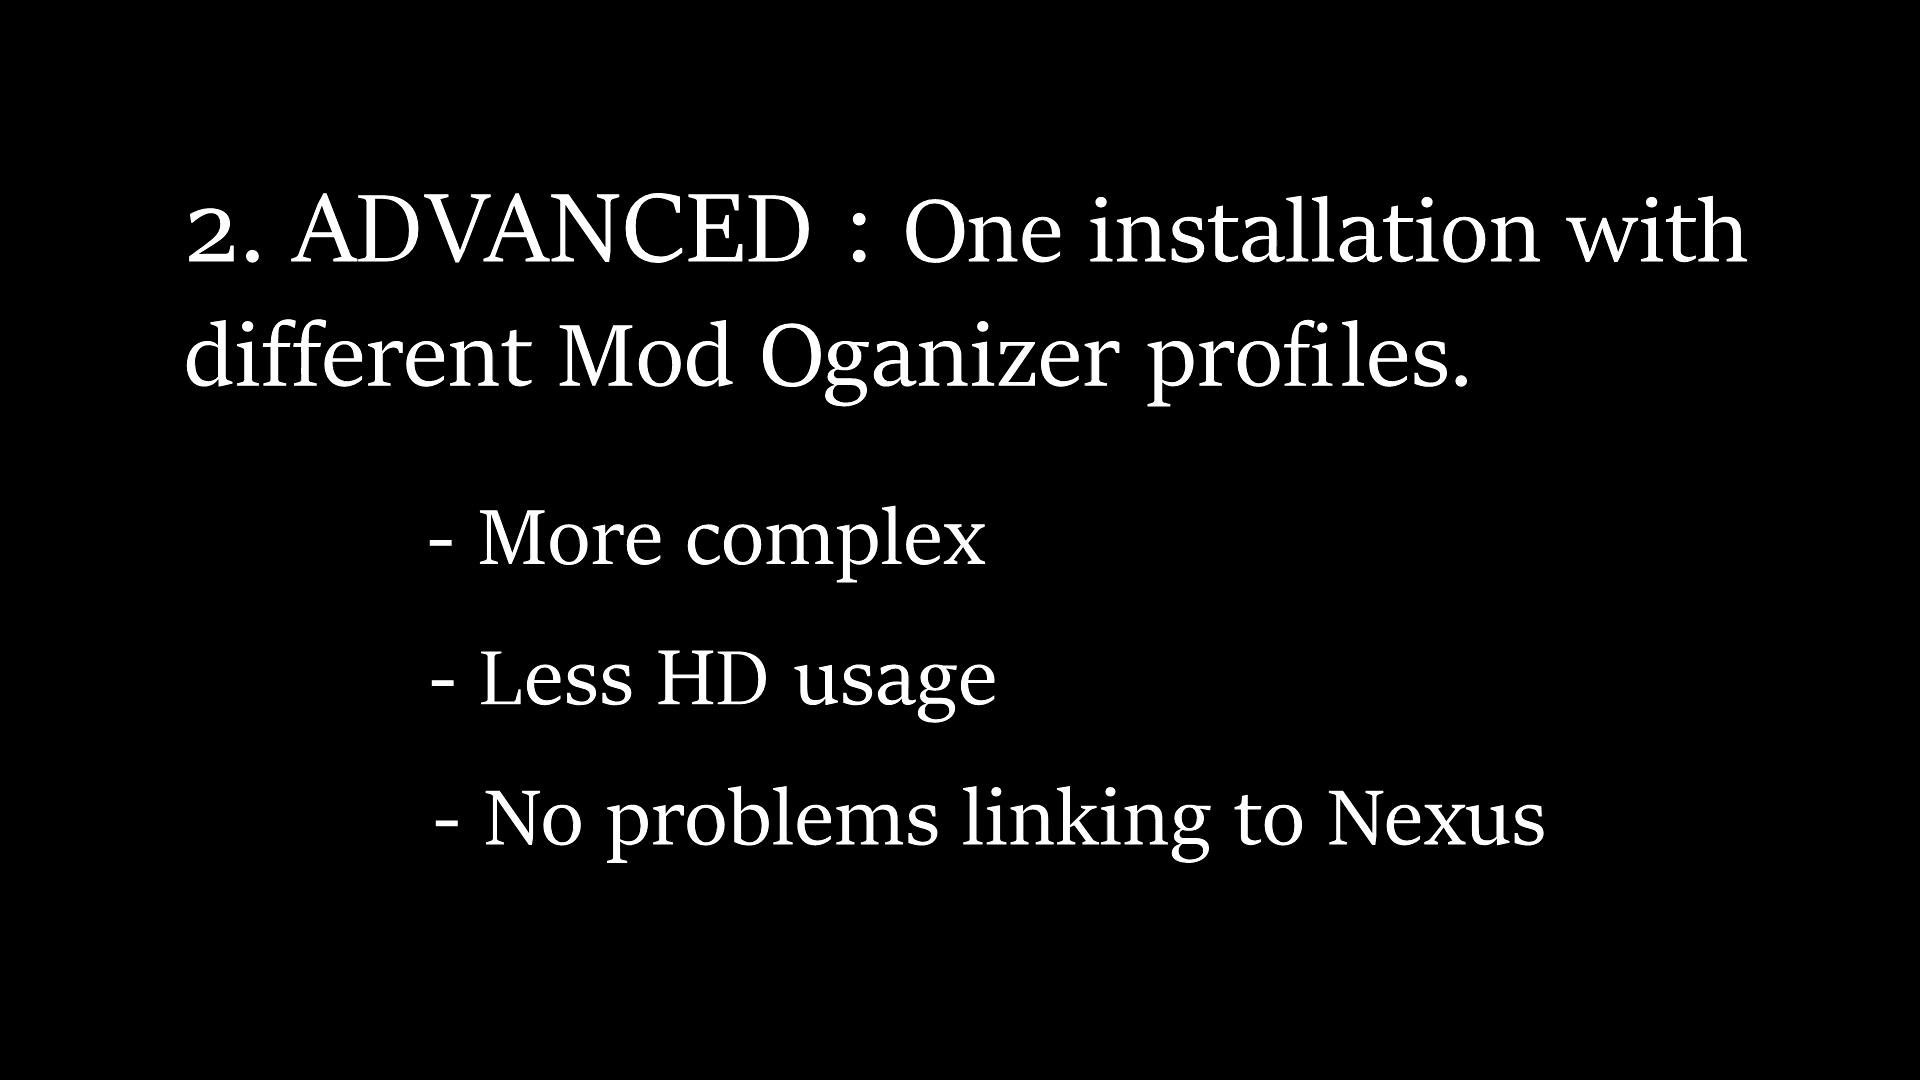 2. ADVANCED : One installation with
different Mod Oganizer profiles.
- More complex
- Less HD usage
- No problems linking to Nexus